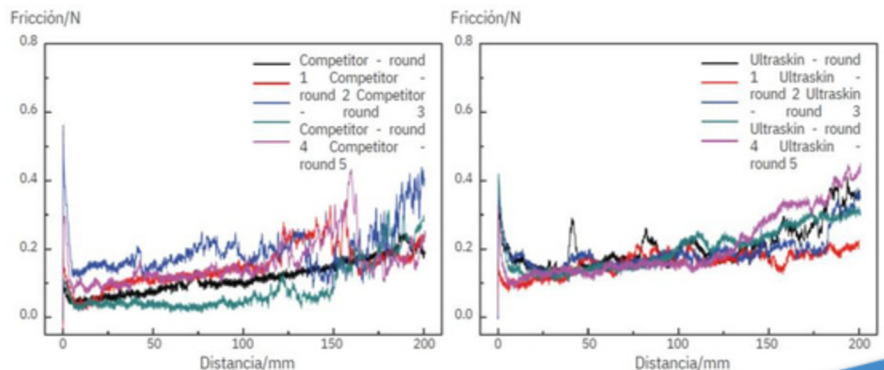 Fricción/N
0.8
0.6
0.4
0.2
0.0
Competitor - round
1 Competitor -
round 2 Competitor
- round 3
Competitor - round
4 Competitor -
round 5
0 50 100 150 200
Distancia/mm
Fricción/N
0.8
0.6
0.4
0.2
0.0
Ultraskin - round
1 Ultraskin -
round 2 Ultraskin
- round 3
Ultraskin - round
4 Ultraskin -
round 5
0 50 100 150 200
Distancia/mm